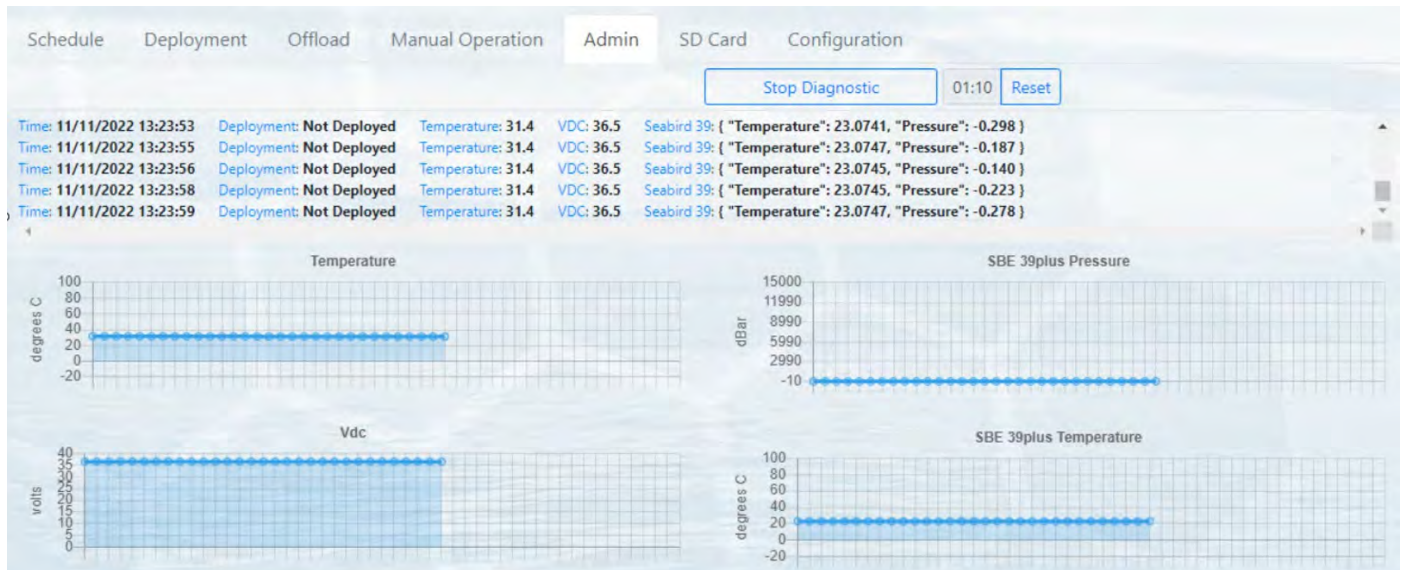 Schedule Deployment Offload Manual Operation Admin SD Card Configuration
Stop Diagnostic 01:10 Reset
Time: 11/11/2022 13:23:53 Deployment: Not Deployed Temperature: 31.4 VDC: 36.5 Seabird 39: { "Temperature": 23.0741, "Pressure": -0.298 }
Time: 11/11/2022 13:23:55 Deployment: Not Deployed Temperature: 31.4 VDC: 36.5 Seabird 39: { "Temperature": 23.0747, "Pressure": -0.187 }
Time: 11/11/2022 13:23:56 Deployment: Not Deployed Temperature: 31.4 VDC: 36.5 Seabird 39: { "Temperature": 23.0745, "Pressure": -0.140 }
Time: 11/11/2022 13:23:58 Deployment: Not Deployed Temperature: 31.4 VDC: 36.5 Seabird 39: { "Temperature": 23.0745, "Pressure": -0.223 }
Time: 11/11/2022 13:23:59 Deployment: Not Deployed Temperature: 31.4 VDC: 36.5 Seabird 39: { "Temperature": 23.0747, "Pressure": -0.278 }
Temperature
degrees C
100
80
60
40
20
0
-20
SBE 39plus Pressure
dBar
15000
11990
8990
5990
2990
-10
Vdc
volts
40
35
30
25
20
15
10
5
0
SBE 39plus Temperature
degrees C
100
80
60
40
20
0
-20